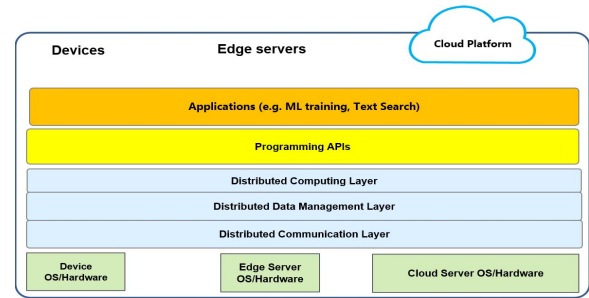 Devices
Edge servers
Cloud Platform
Applications (e.g. ML training, Text Search)
Programming APIs
Distributed Computing Layer
Distributed Data Management Layer
Distributed Communication Layer
Device
OS/Hardware
Edge Server
OS/Hardware
Cloud Server OS/Hardware